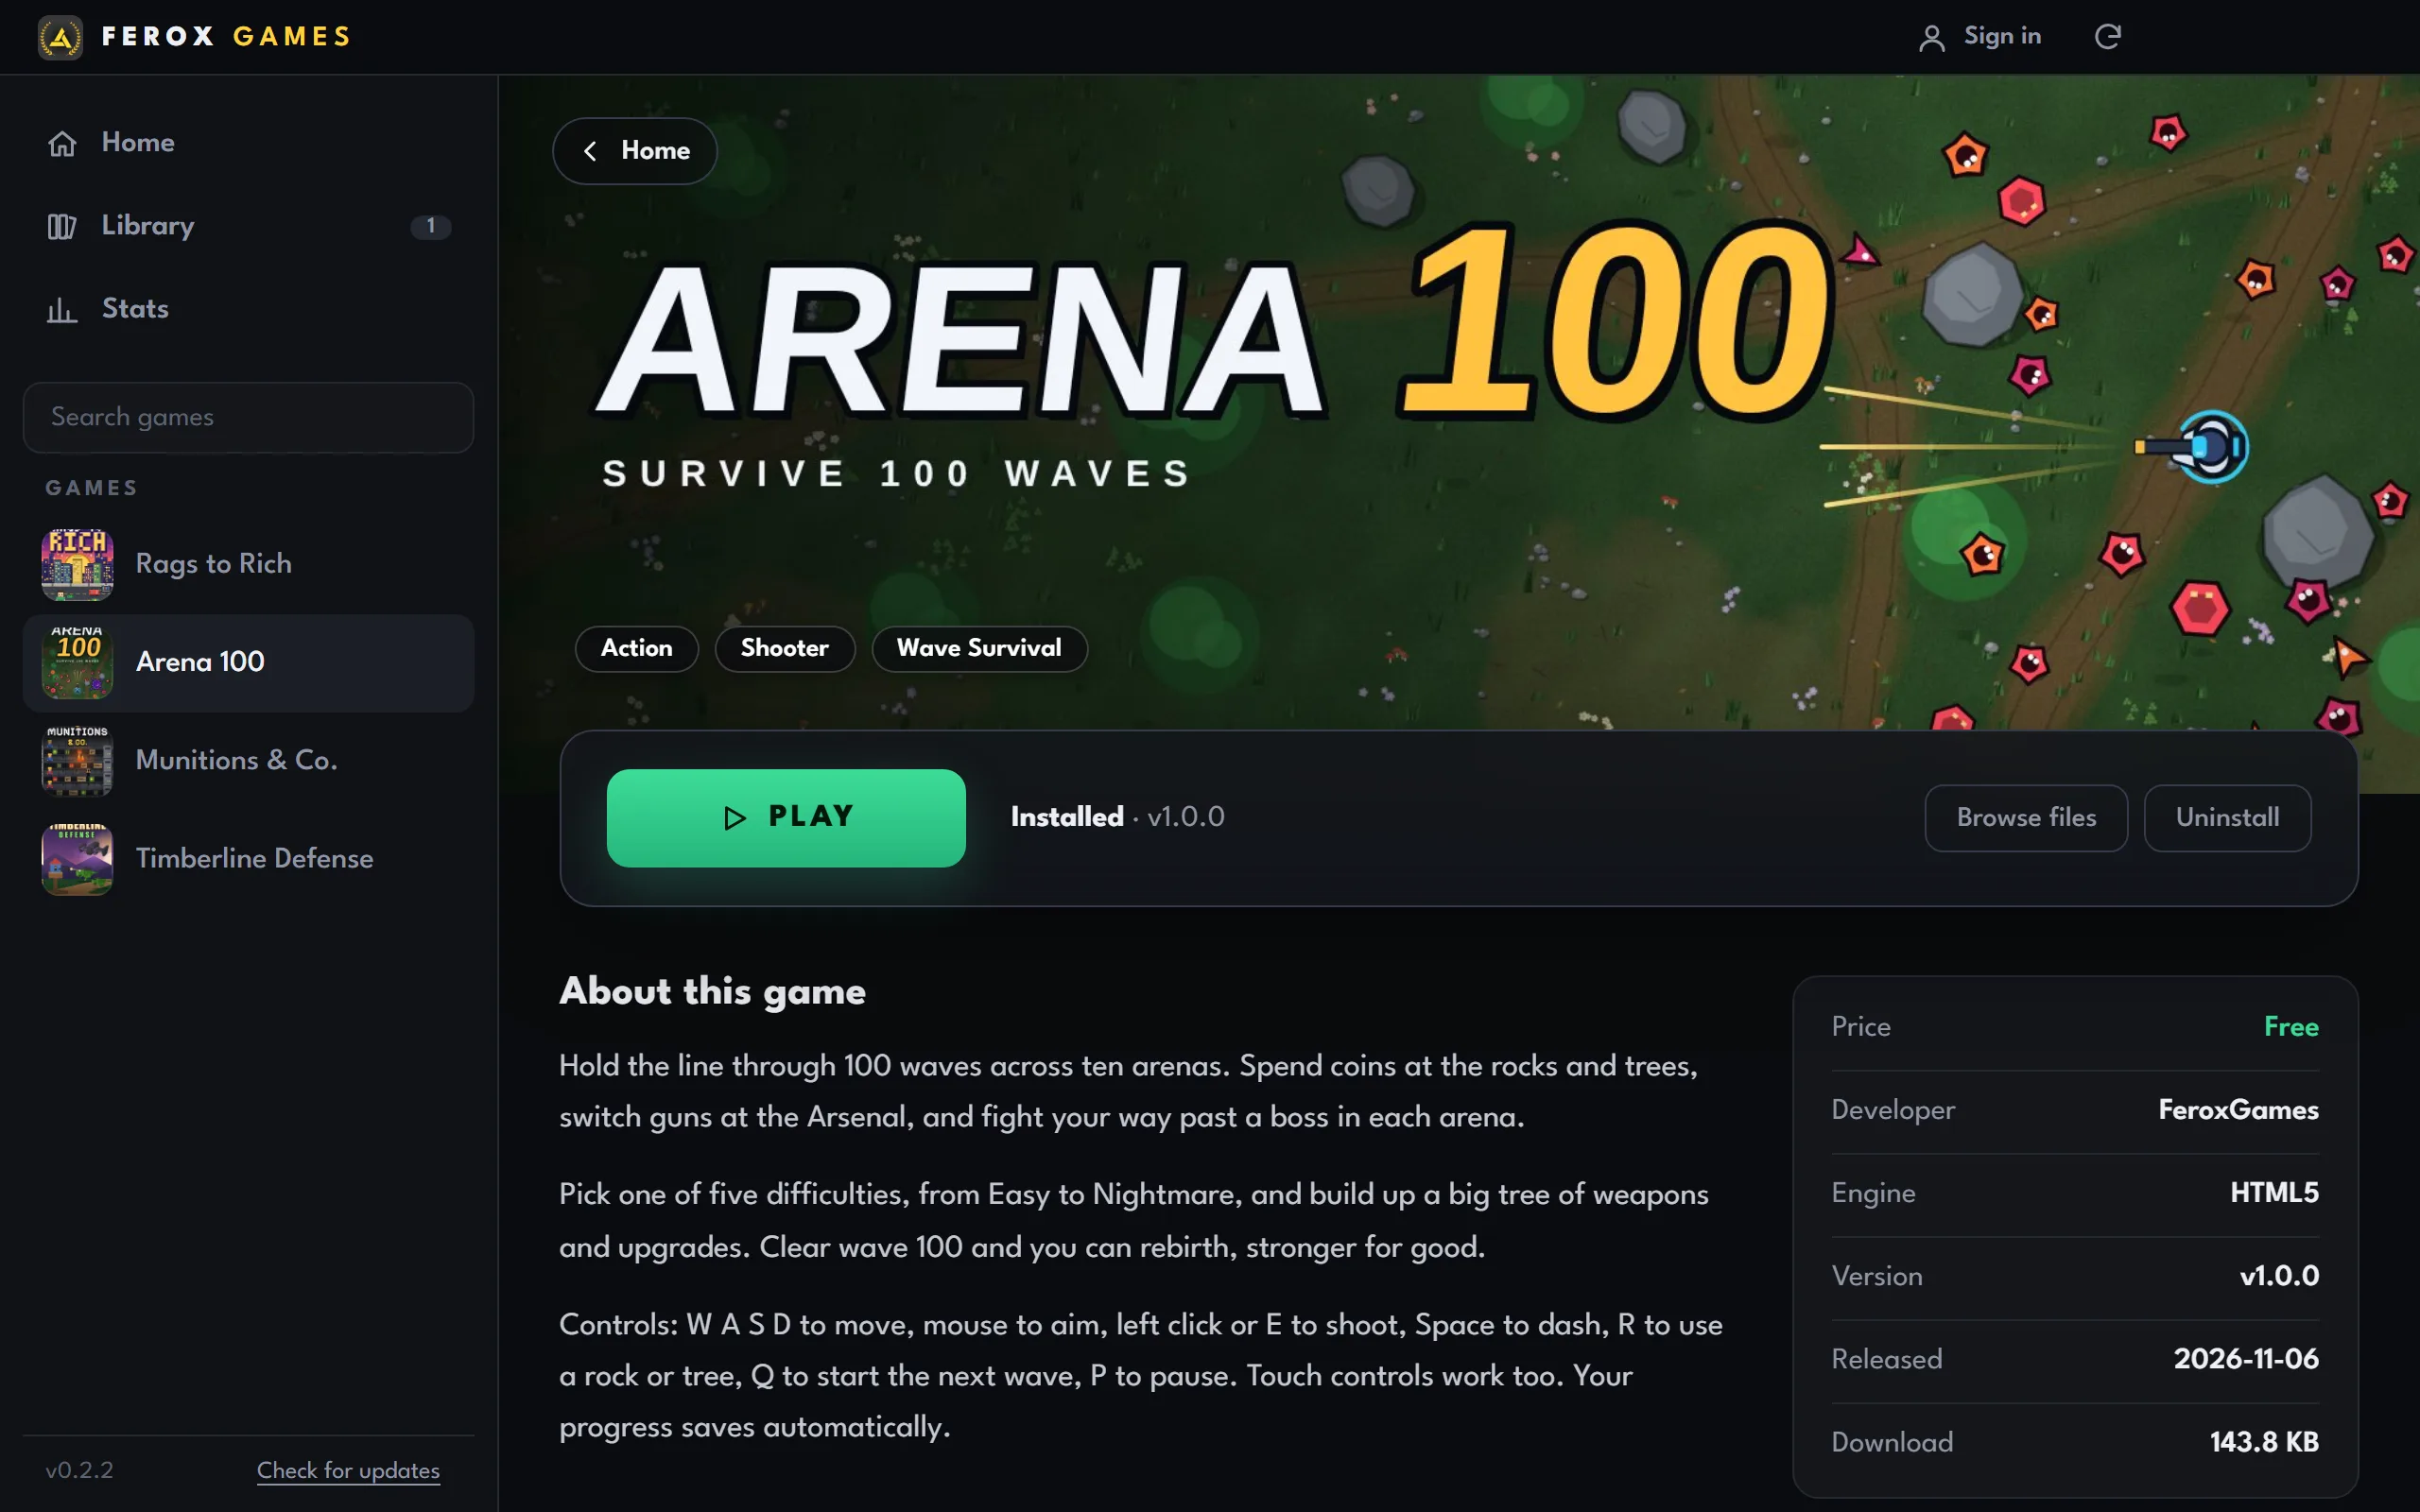 FEROX GAMES
Sign in
Home
Library
1
Stats
Search games
GAMES
RICH
Rags to Rich
ARENA
100
Arena 100
MUNITIONS
& CO.
Munitions & Co.
TIMBERLINE
DEFENSE
Timberline Defense
v0.2.2
Check for updates
Home
ARENA 100
SURVIVE 100 WAVES
Action
Shooter
Wave Survival
PLAY
Installed · v1.0.0
Browse files
Uninstall
About this game
Hold the line through 100 waves across ten arenas. Spend coins at the rocks and trees,
switch guns at the Arsenal, and fight your way past a boss in each arena.
Pick one of five difficulties, from Easy to Nightmare, and build up a big tree of weapons
and upgrades. Clear wave 100 and you can rebirth, stronger for good.
Controls: W A S D to move, mouse to aim, left click or E to shoot, Space to dash, R to use
a rock or tree, Q to start the next wave, P to pause. Touch controls work too. Your
progress saves automatically.
Price Free
Developer FeroxGames
Engine HTML5
Version v1.0.0
Released 2026-11-06
Download 143.8 KB